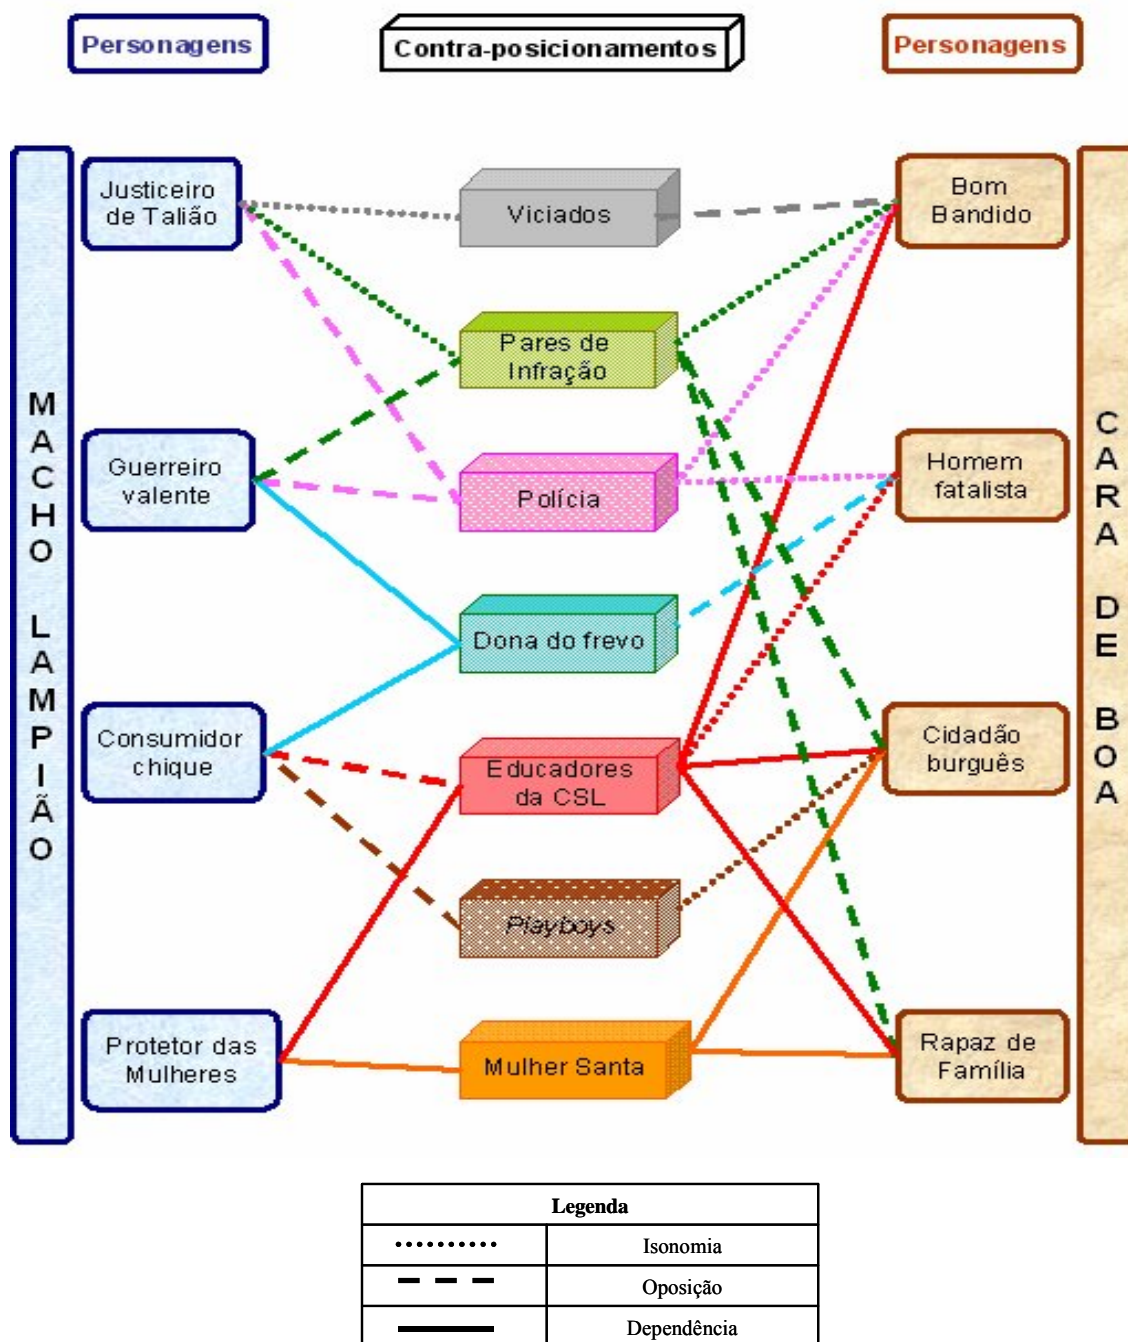 Personagens
Contra-posicionamentos
Personagens
MACHO LAMPIÃO
Justiceiro
de Talião
Viciados
Bom
Bandido
Pares de
Infração
Guerreiro
valente
Polícia
Homem
fatalista
Dona do frevo
Consumidor
chique
Educadores
da CSL
Cidadão
burguês
Playboys
Protetor das
Mulheres
Mulher Santa
Rapaz de
Família
CARA DE BOA
Legenda
Isonomia
Oposição
Dependência